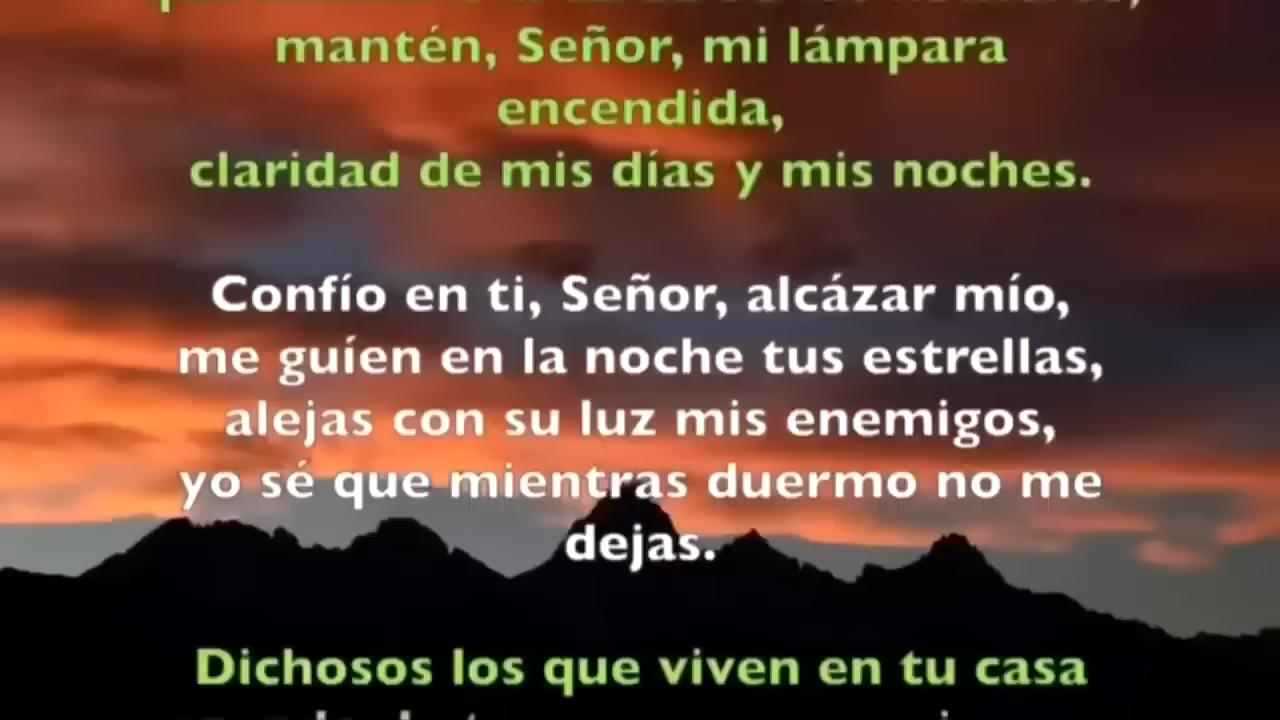 mantén, Señor, mi lámpara
encendida,
claridad de mis días y mis noches.
Confío en ti, Señor, alcázar mío,
me guíen en la noche tus estrellas,
alejas con su luz mis enemigos,
yo sé que mientras duermo no me
dejas.
Dichosos los que viven en tu casa